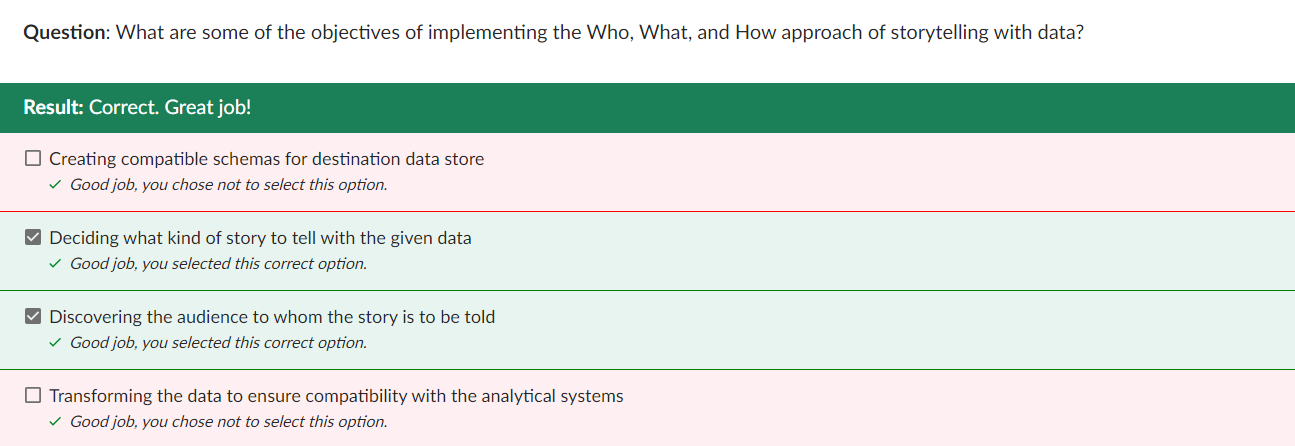 Question: What are some of the objectives of implementing the Who, What, and How approach of storytelling with data?
Result: Correct. Great job!
Creating compatible schemas for destination data store
Good job, you chose not to select this option.
Deciding what kind of story to tell with the given data
Good job, you selected this correct option.
Discovering the audience to whom the story is to be told
Good job, you selected this correct option.
Transforming the data to ensure compatibility with the analytical systems
Good job, you chose not to select this option.